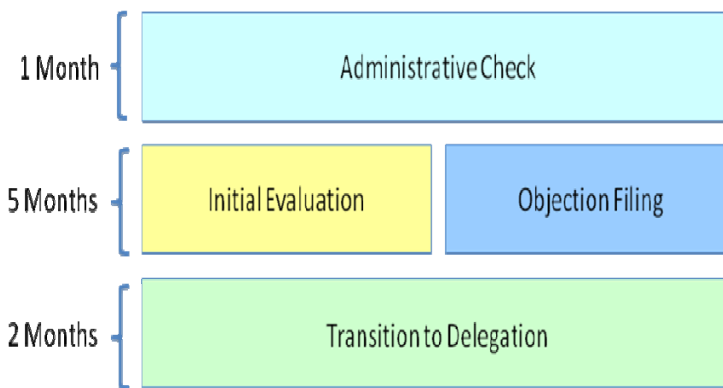 1 Month
Administrative Check
5 Months
Initial Evaluation
Objection Filing
2 Months
Transition to Delegation